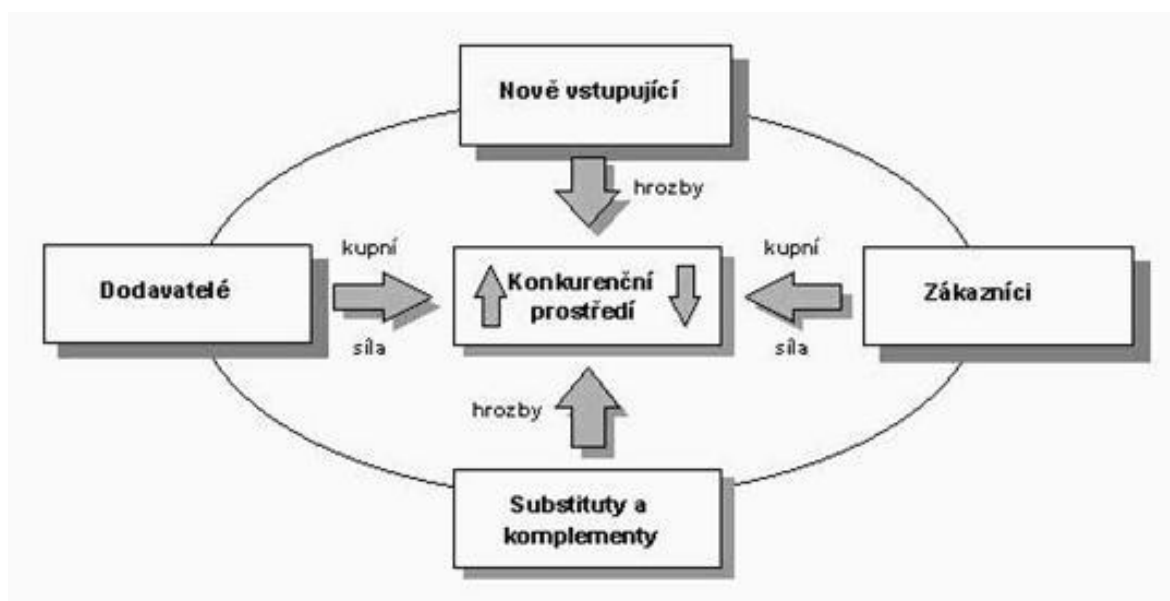 Nově vstupující
hrozby
kupní
Dodavatelé
síla
Konkurenční
prostředí
kupní
Zákazníci
síla
hrozby
Substituty a
komplementy